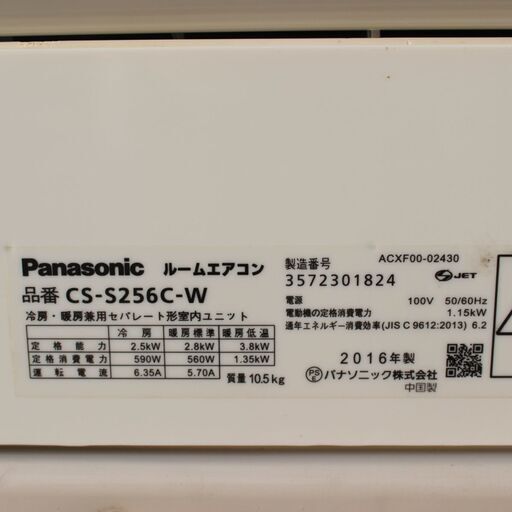 Panasonic ルームエアコン
品番 CS-S256C-W
冷房・暖房兼用セパレート形室内ユニット
冷房 暖房標準 暖房低温
定格能力 2.5kW 2.8kW 3.8kW
定格消費電力 590W 560W 1.35kW
運転電流 6.35A 5.70A
質量 10.5kg
ACXF00-02430
製造番号
3572301824
JET
電源 100V 50/60Hz
電動機の定格消費電力 1.15kW
通年エネルギー消費効率(JIS C 9612:2013) 6.2
2016年製
PSE パナソニック株式会社
中国製